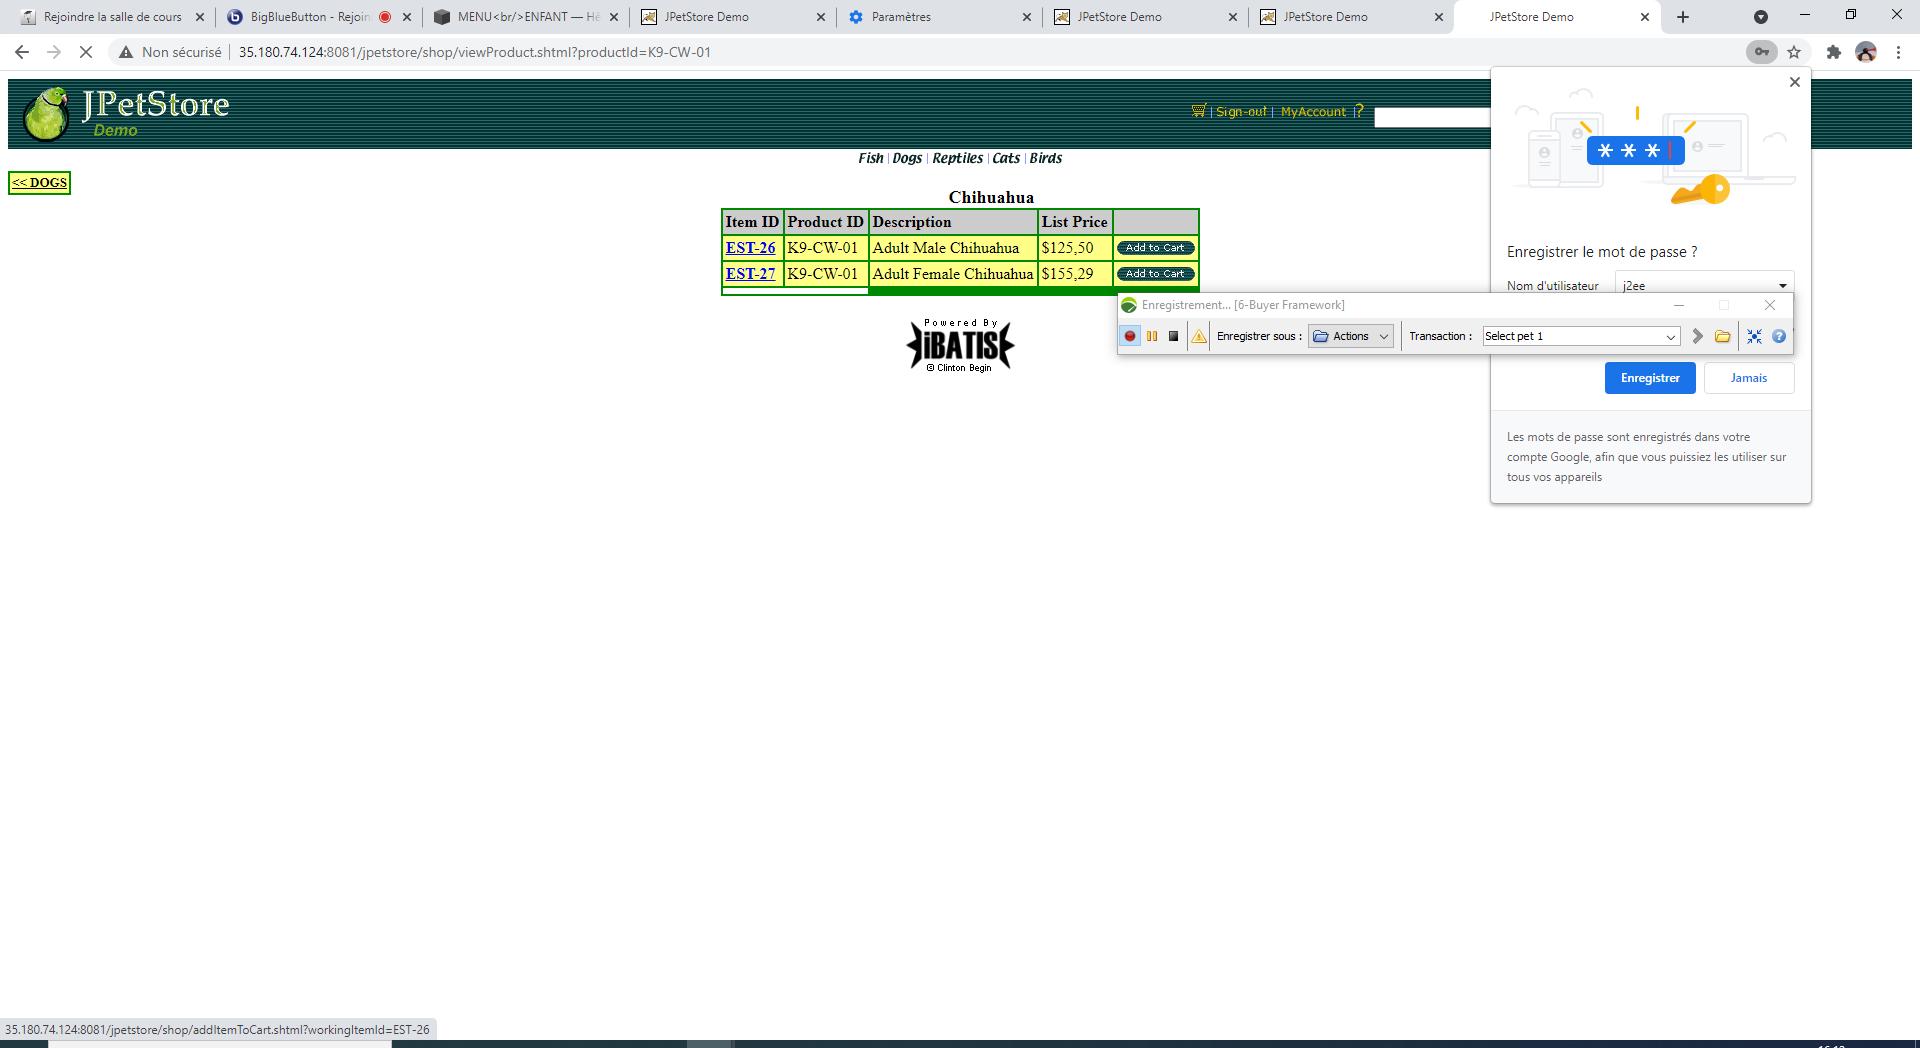 Rejoindre la salle de cours
BigBlueButton - Rejoin
MENU<br/>ENFANT — Hé
JPetStore Demo
Paramètres
JPetStore Demo
JPetStore Demo
JPetStore Demo
Non sécurisé
35.180.74.124:8081/jpetstore/shop/viewProduct.shtml?productId=K9-CW-01
JPetStore
Demo
| Sign-out | MyAccount | ?
Fish | Dogs | Reptiles | Cats | Birds
<< DOGS
Chihuahua
Item ID Product ID Description List Price
EST-26 K9-CW-01 Adult Male Chihuahua $125,50 Add to Cart
EST-27 K9-CW-01 Adult Female Chihuahua $155,29 Add to Cart
Powered By
iBATIS
© Clinton Begin
* * *
Enregistrer le mot de passe ?
Nom d'utilisateur j2ee
Enregistrement... [6-Buyer Framework]
Enregistrer sous : Actions Transaction : Select pet 1
Enregistrer Jamais
Les mots de passe sont enregistrés dans votre
compte Google, afin que vous puissiez les utiliser sur
tous vos appareils
35.180.74.124:8081/jpetstore/shop/addItemToCart.shtml?workingItemId=EST-26